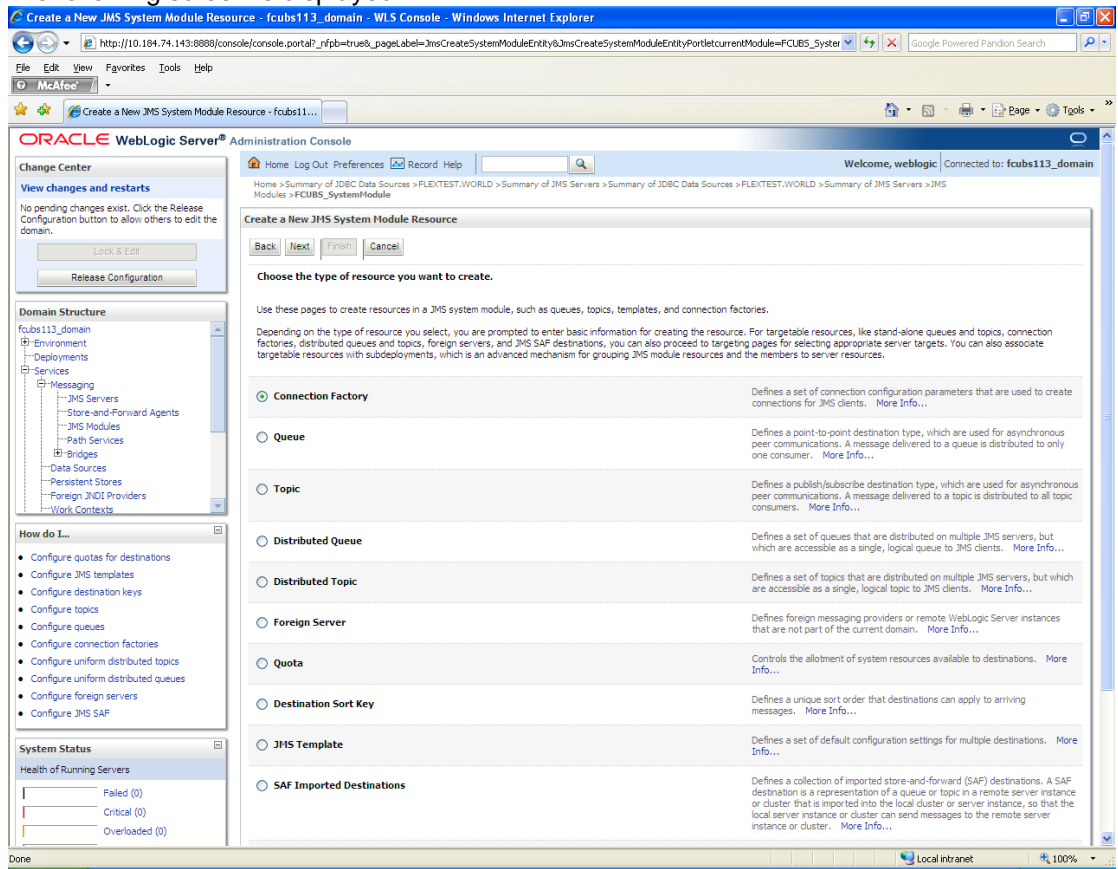 Create a New JMS System Module Resource - fcubs113_domain - WLS Console - Windows Internet Explorer
http://10.184.74.143:8888/console/console.portal?_nfpb=true&_pageLabel=JmsCreateSystemModuleEntity&JmsCreateSystemModuleEntityPortletcurrentModule=FCUBS_Syster
Google Powered Pandion Search
File Edit View Favorites Tools Help
McAfee
Create a New JMS System Module Resource - fcubs11...
Page Tools
ORACLE WebLogic Server® Administration Console
Change Center
View changes and restarts
No pending changes exist. Click the Release
Configuration button to allow others to edit the
domain.
Lock & Edit
Release Configuration
Domain Structure
fcubs113_domain
Environment
Deployments
Services
Messaging
JMS Servers
Store-and-Forward Agents
JMS Modules
Path Services
Bridges
Data Sources
Persistent Stores
Foreign JNDI Providers
Work Contexts
How do I...
Configure quotas for destinations
Configure JMS templates
Configure destination keys
Configure topics
Configure queues
Configure connection factories
Configure uniform distributed topics
Configure uniform distributed queues
Configure foreign servers
Configure JMS SAF
System Status
Health of Running Servers
Failed (0)
Critical (0)
Overloaded (0)
Home Log Out Preferences Record Help
Welcome, weblogic Connected to: fcubs113_domain
Home >Summary of JDBC Data Sources >FLEXTEST.WORLD >Summary of JMS Servers >Summary of JDBC Data Sources >FLEXTEST.WORLD >Summary of JMS Servers >JMS
Modules >FCUBS_SystemModule
Create a New JMS System Module Resource
Back Next Finish Cancel
Choose the type of resource you want to create.
Use these pages to create resources in a JMS system module, such as queues, topics, templates, and connection factories.
Depending on the type of resource you select, you are prompted to enter basic information for creating the resource. For targetable resources, like stand-alone queues and topics, connection
factories, distributed queues and topics, foreign servers, and JMS SAF destinations, you can also proceed to targeting pages for selecting appropriate server targets. You can also associate
targetable resources with subdeployments, which is an advanced mechanism for grouping JMS module resources and the members to server resources.
Connection Factory
Defines a set of connection configuration parameters that are used to create
connections for JMS clients. More Info...
Queue
Defines a point-to-point destination type, which are used for asynchronous
peer communications. A message delivered to a queue is distributed to only
one consumer. More Info...
Topic
Defines a publish/subscribe destination type, which are used for asynchronous
peer communications. A message delivered to a topic is distributed to all topic
consumers. More Info...
Distributed Queue
Defines a set of queues that are distributed on multiple JMS servers, but
which are accessible as a single, logical queue to JMS clients. More Info...
Distributed Topic
Defines a set of topics that are distributed on multiple JMS servers, but which
are accessible as a single, logical topic to JMS clients. More Info...
Foreign Server
Defines foreign messaging providers or remote WebLogic Server instances
that are not part of the current domain. More Info...
Quota
Controls the allotment of system resources available to destinations. More
Info...
Destination Sort Key
Defines a unique sort order that destinations can apply to arriving
messages. More Info...
JMS Template
Defines a set of default configuration settings for multiple destinations. More
Info...
SAF Imported Destinations
Defines a collection of imported store-and-forward (SAF) destinations. A SAF
destination is a representation of a queue or topic in a remote server instance
or cluster that is imported into the local cluster or server instance, so that the
local server instance or cluster can send messages to the remote server
instance or cluster. More Info...
Done
Local intranet
100%